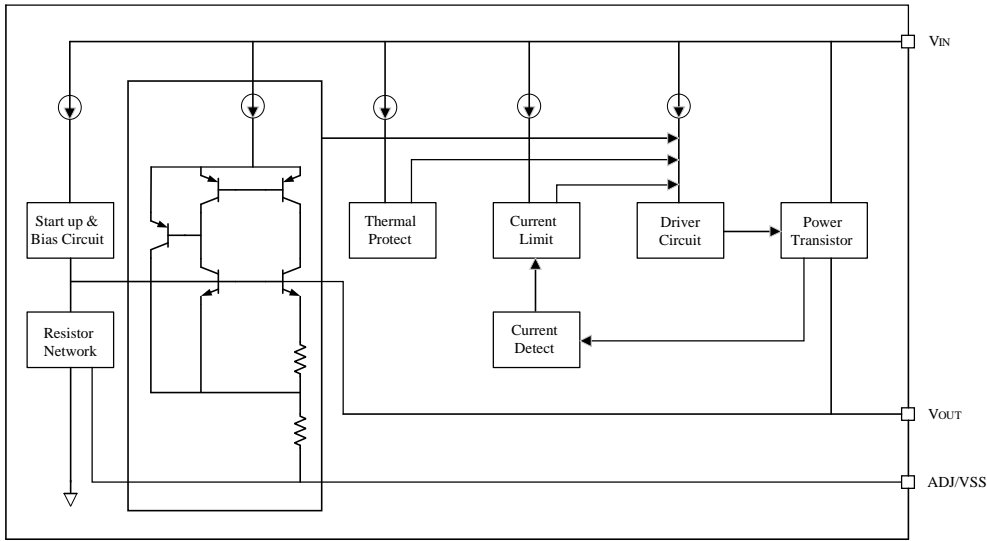 VIN
Start up &
Bias Circuit
Thermal
Protect
Current
Limit
Driver
Circuit
Power
Transistor
Resistor
Network
Current
Detect
VOUT
ADJ/VSS